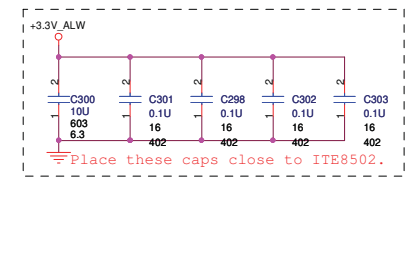 +3.3V_ALW
2 2 2 2 2
C300 C301 C298 C302 C303
10U 0.1U 0.1U 0.1U 0.1U
1 1 1 1 1
603 16 16 16 16
6.3 402 402 402 402
Place these caps close to ITE8502.